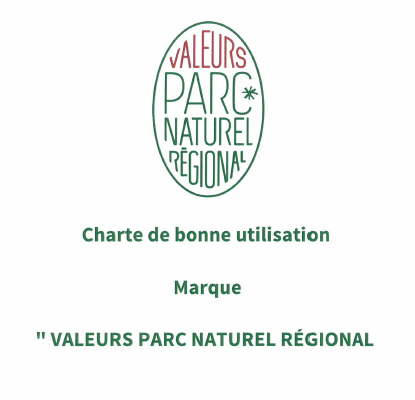 VALEURS
PARC*
NATUREL
RÉGIONAL
Charte de bonne utilisation
Marque
" VALEURS PARC NATUREL RÉGIONAL